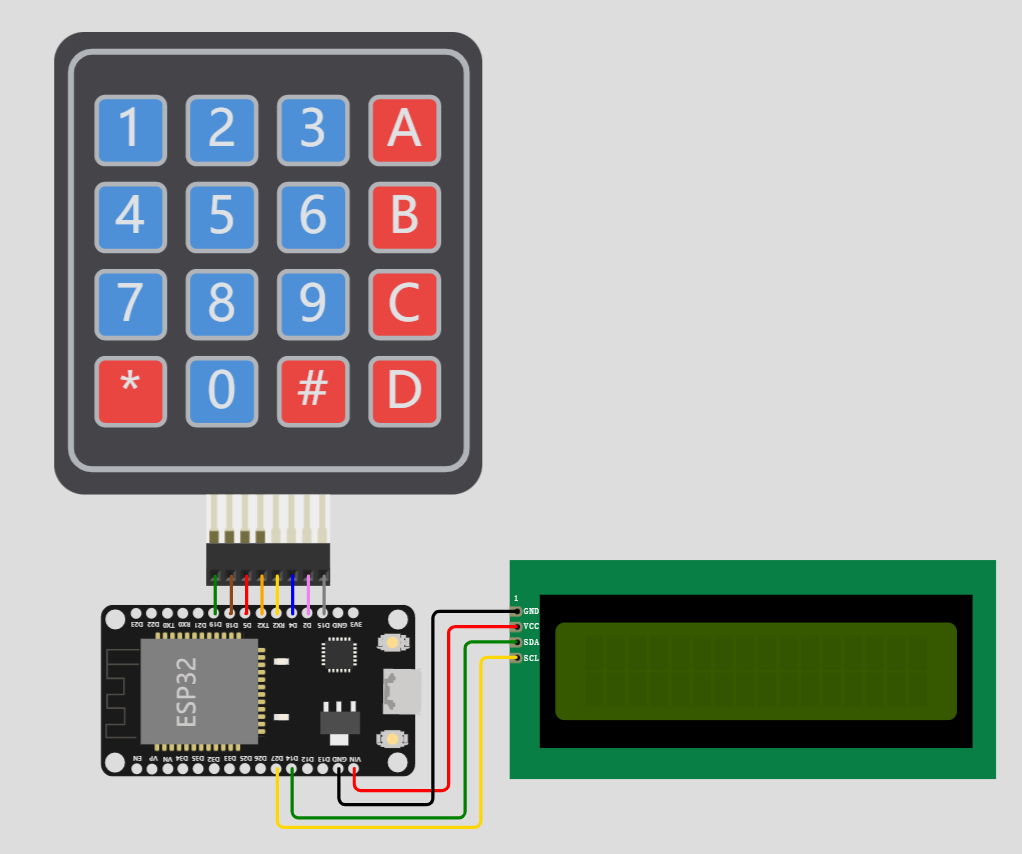 1 2 3 A
4 5 6 B
7 8 9 C
* 0 # D
D23 D22 TX0 RX0 D21 D19 D18 D5 TX2 RX2 D4 D2 D15 GND 3V3
ESP32
EN VP VN D34 D35 D32 D33 D25 D26 D27 D14 D12 D13 GND VIN
1
GND
VCC
SDA
SCL